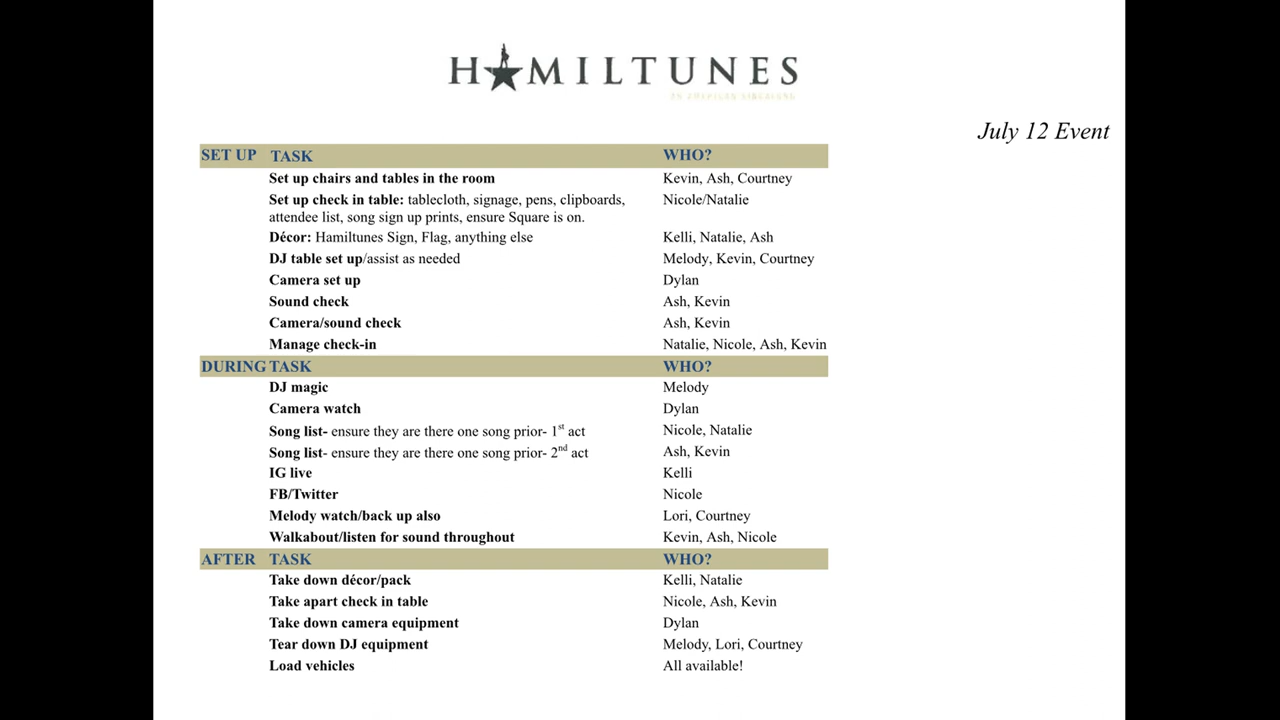 HAMILTUNES
AN AMERICAN SINGALONG
July 12 Event
SET UP TASK WHO?
Set up chairs and tables in the room Kevin, Ash, Courtney
Set up check in table: tablecloth, signage, pens, clipboards, Nicole/Natalie
attendee list, song sign up prints, ensure Square is on.
Décor: Hamiltunes Sign, Flag, anything else Kelli, Natalie, Ash
DJ table set up/assist as needed Melody, Kevin, Courtney
Camera set up Dylan
Sound check Ash, Kevin
Camera/sound check Ash, Kevin
Manage check-in Natalie, Nicole, Ash, Kevin
DURING TASK WHO?
DJ magic Melody
Camera watch Dylan
Song list- ensure they are there one song prior- 1st act Nicole, Natalie
Song list- ensure they are there one song prior- 2nd act Ash, Kevin
IG live Kelli
FB/Twitter Nicole
Melody watch/back up also Lori, Courtney
Walkabout/listen for sound throughout Kevin, Ash, Nicole
AFTER TASK WHO?
Take down décor/pack Kelli, Natalie
Take apart check in table Nicole, Ash, Kevin
Take down camera equipment Dylan
Tear down DJ equipment Melody, Lori, Courtney
Load vehicles All available!